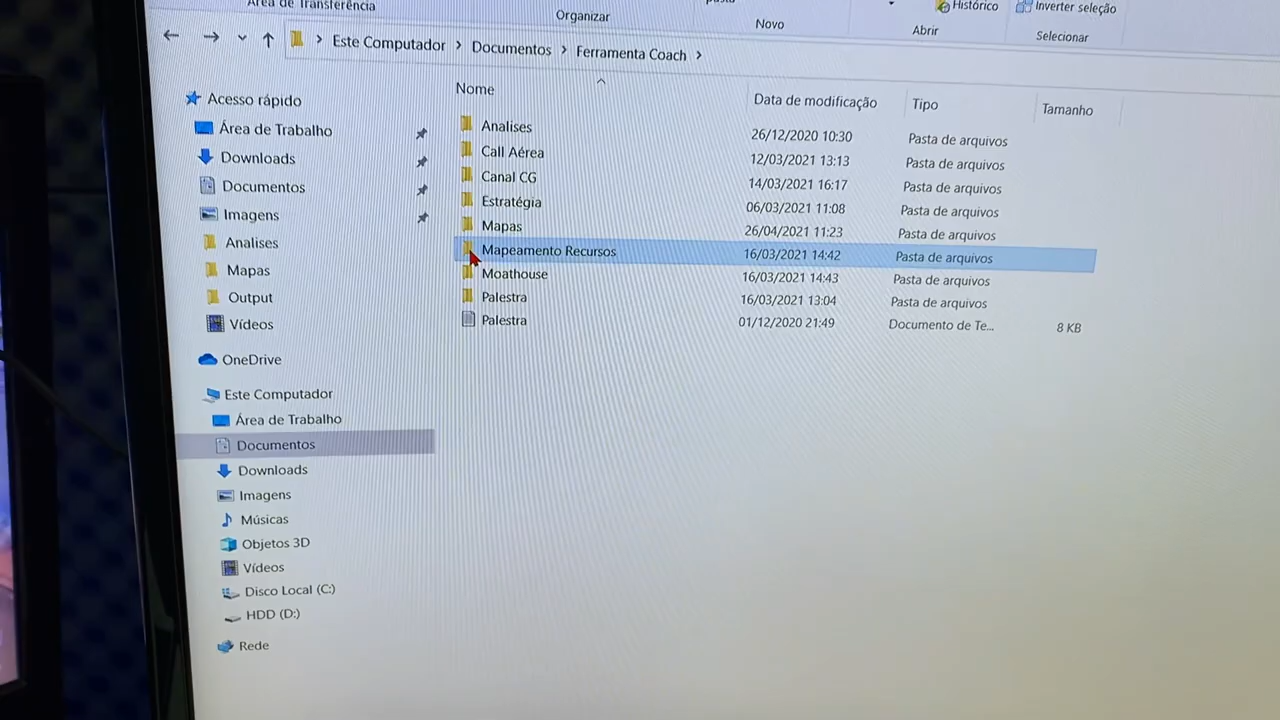 Área de Transferência
Organizar
Novo
Histórico
Abrir
Inverter seleção
Selecionar
Este Computador > Documentos > Ferramenta Coach >
Nome Data de modificação Tipo Tamanho
Acesso rápido
Área de Trabalho
Downloads
Documentos
Imagens
Analises
Mapas
Output
Vídeos
OneDrive
Este Computador
Área de Trabalho
Documentos
Downloads
Imagens
Músicas
Objetos 3D
Vídeos
Disco Local (C:)
HDD (D:)
Rede
Analises 26/12/2020 10:30 Pasta de arquivos
Call Aérea 12/03/2021 13:13 Pasta de arquivos
Canal CG 14/03/2021 16:17 Pasta de arquivos
Estratégia 06/03/2021 11:08 Pasta de arquivos
Mapas 26/04/2021 11:23 Pasta de arquivos
Mapeamento Recursos 16/03/2021 14:42 Pasta de arquivos
Moathouse 16/03/2021 14:43 Pasta de arquivos
Palestra 16/03/2021 13:04 Pasta de arquivos
Palestra 01/12/2020 21:49 Documento de Te... 8 KB